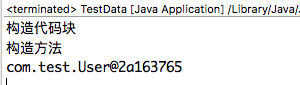 <terminated> TestData [Java Application] /Library/Java/
构造代码块
构造方法
com.test.User@2a163765